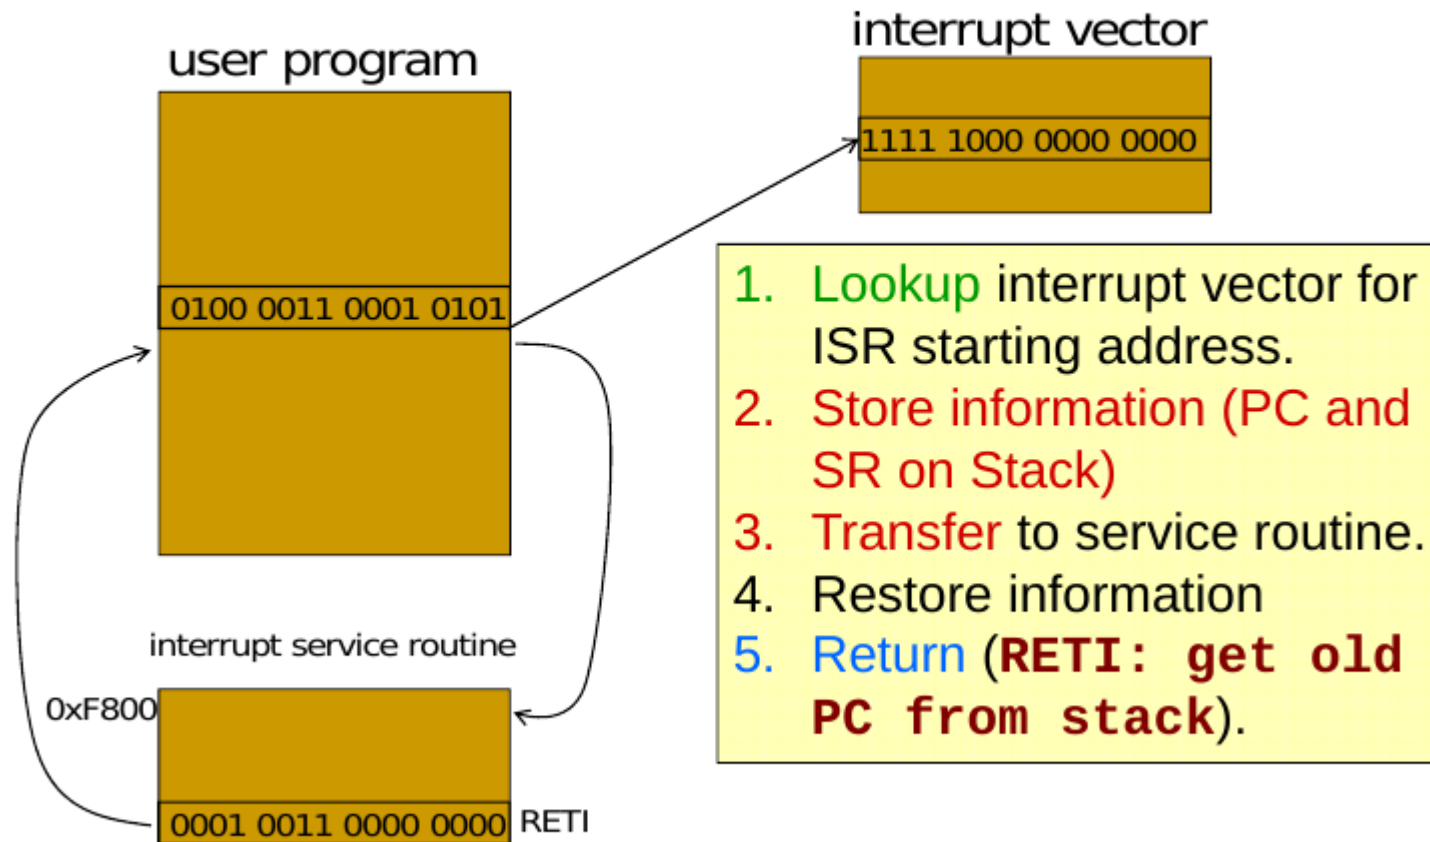 user program
interrupt vector
1111 1000 0000 0000
0100 0011 0001 0101
1. Lookup interrupt vector for
ISR starting address.
2. Store information (PC and
SR on Stack)
3. Transfer to service routine.
4. Restore information
5. Return (RETI: get old
PC from stack).
interrupt service routine
0xF800
0001 0011 0000 0000 RETI